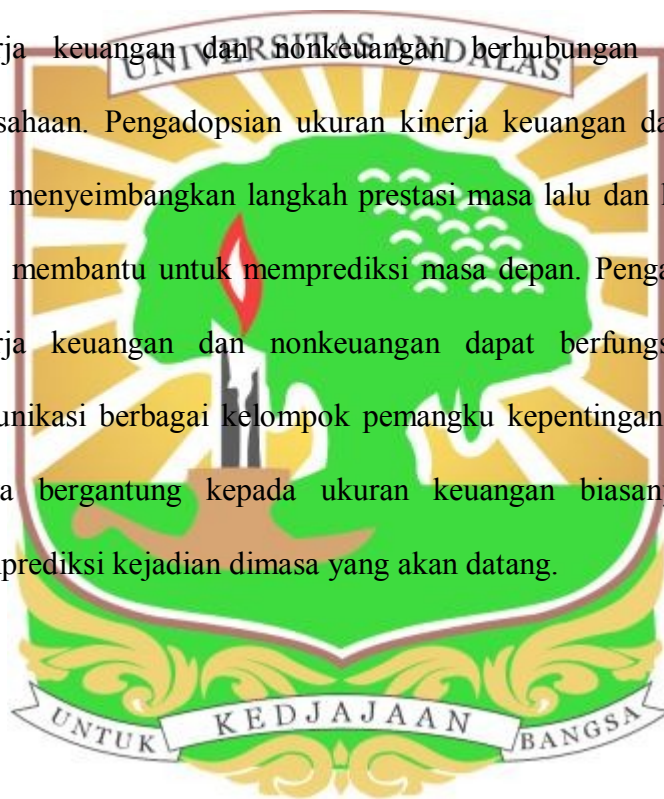 UNIVERSITAS ANDALAS
rja keuangan dan nonkeuangan berhubungan
sahaan. Pengadopsian ukuran kinerja keuangan da
menyeimbangkan langkah prestasi masa lalu dan
membantu untuk memprediksi masa depan. Penga
rja keuangan dan nonkeuangan dapat berfungs
unikasi berbagai kelompok pemangku kepentingan
a bergantung kepada ukuran keuangan biasany
prediksi kejadian dimasa yang akan datang.
UNTUK KEDJAJAAN BANGSA